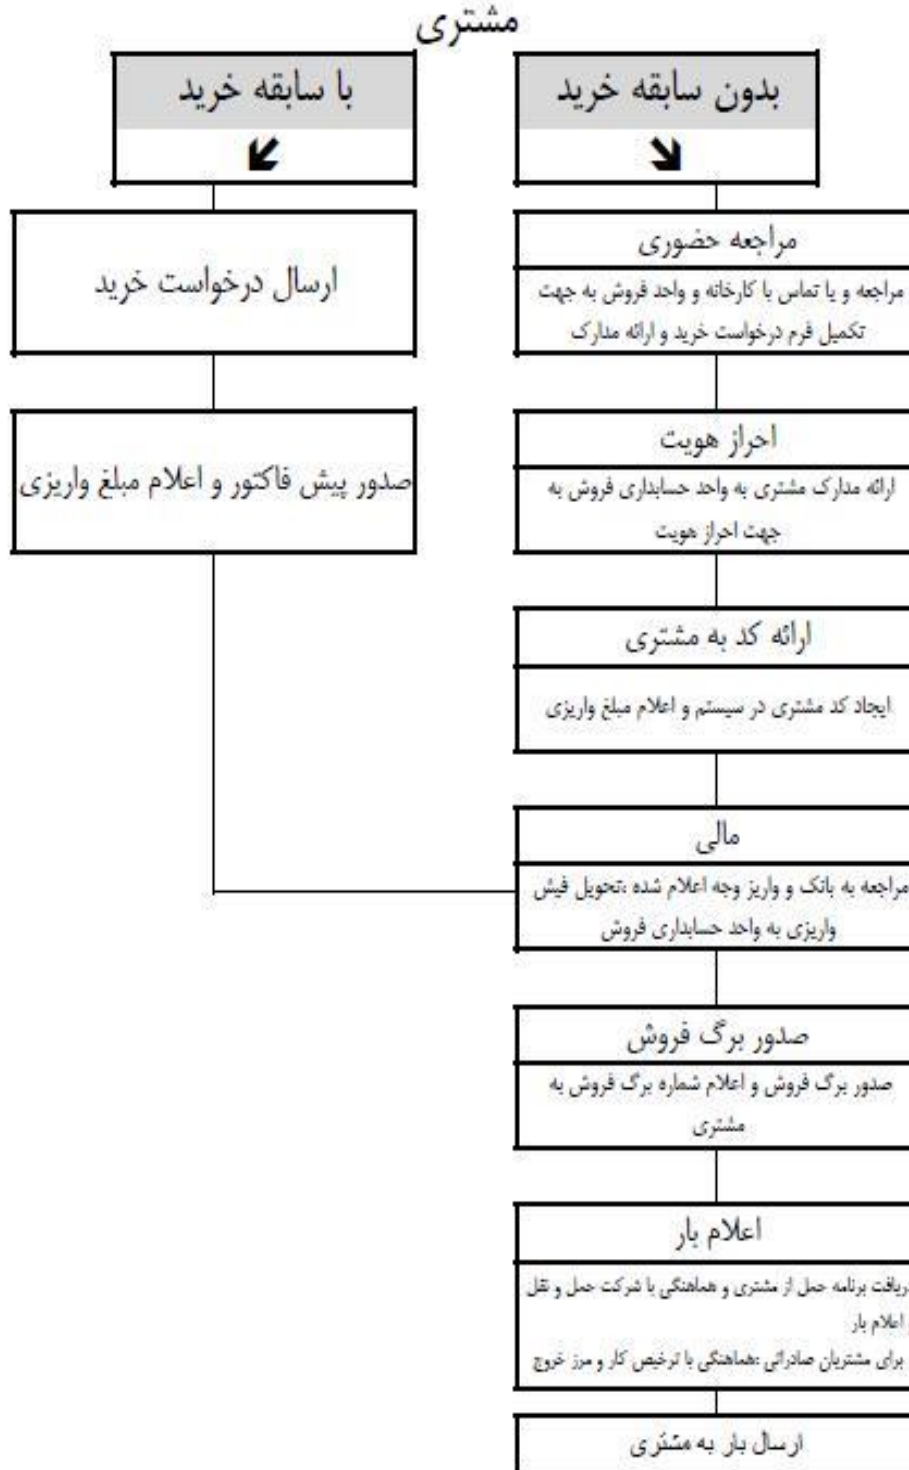 مشتری
بدون سابقه خرید
با سابقه خرید
مراجعه حضوری
مراجعه و یا تماس با کارخانه و واحد فروش به جهت
تکمیل فرم درخواست خرید و ارائه مدارک
ارسال درخواست خرید
احراز هویت
ارائه مدارک مشتری به واحد حسابداری فروش به
جهت احراز هویت
صدور پیش فاکتور و اعلام مبلغ واریزی
ارائه کد به مشتری
ایجاد کد مشتری در سیستم و اعلام مبلغ واریزی
مالی
مراجعه به بانک و واریز وجه اعلام شده ،تحویل فیش
واریزی به واحد حسابداری فروش
صدور برگ فروش
صدور برگ فروش و اعلام شماره برگ فروش به
مشتری
اعلام بار
ریافت برنامه حمل از مشتری و هماهنگی با شرکت حمل و نقل
اعلام بار
برای مشتریان صادراتی ،هماهنگی با ترخیص کار و مرز خروج
ارسال بار به مشتری